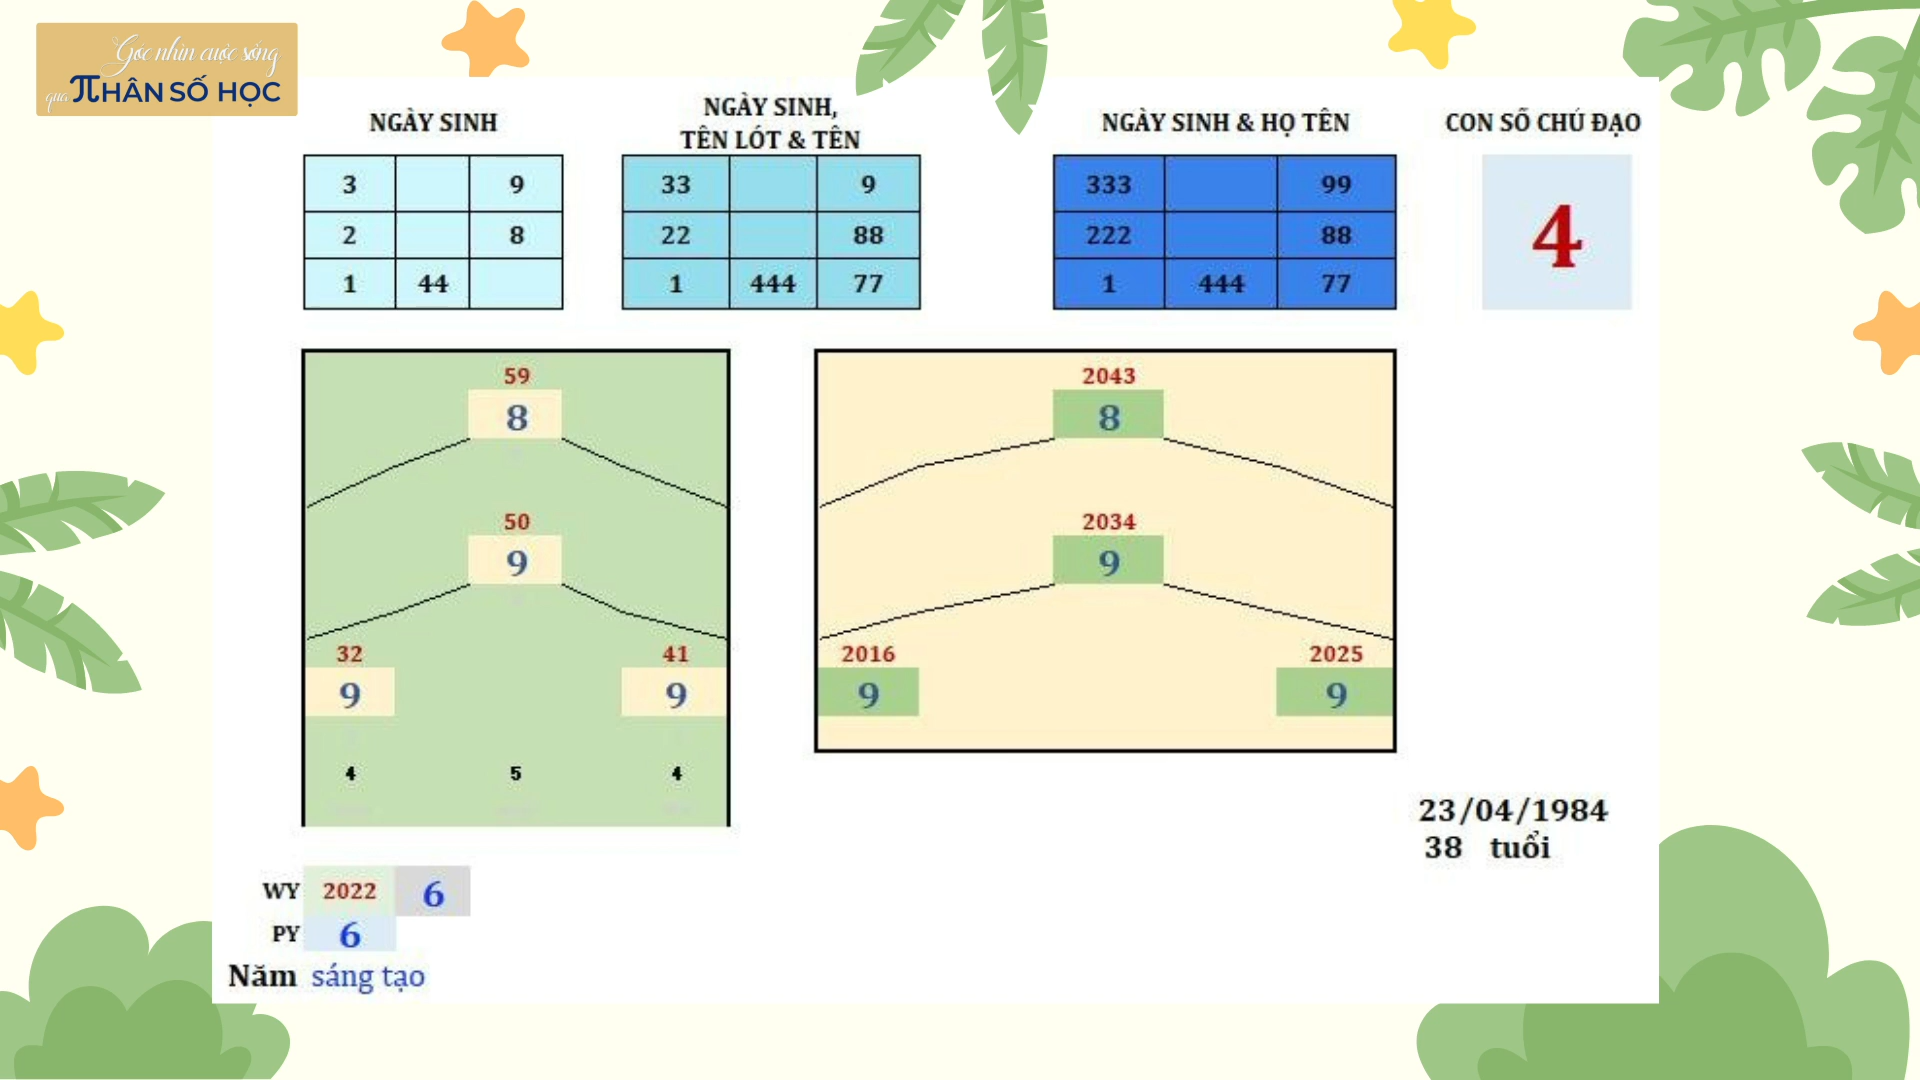 Góc nhìn cuộc sống
qua THÂN SỐ HỌC
NGÀY SINH
3 9
2 8
1 44
NGÀY SINH,
TÊN LÓT & TÊN
33 9
22 88
1 444 77
NGÀY SINH & HỌ TÊN
333 99
222 88
1 444 77
CON SỐ CHỦ ĐẠO
4
59
8
50
9
32 41
9 9
4 5 4
2043
8
2034
9
2016 2025
9 9
23/04/1984
38 tuổi
WY 2022 6
PY 6
Năm sáng tạo